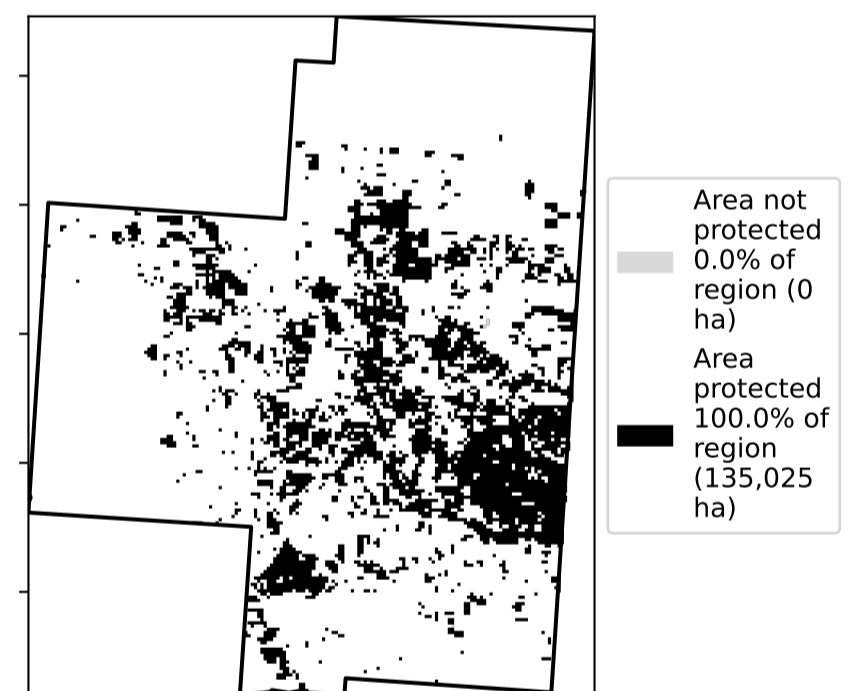 Area not
protected
0.0% of
region (0
ha)
Area
protected
100.0% of
region
(135,025
ha)